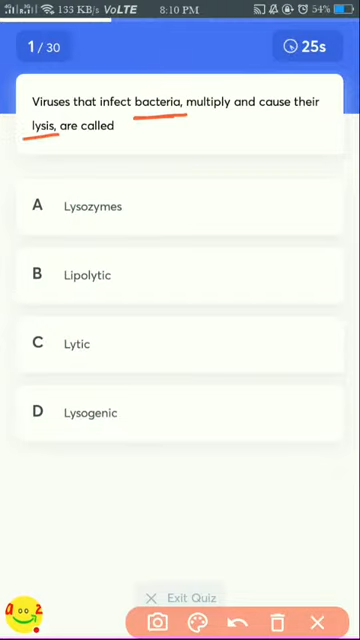 133 KB/s VoLTE 8:10 PM 54%
1 / 30 25s
Viruses that infect bacteria, multiply and cause their
lysis, are called
A Lysozymes
B Lipolytic
C Lytic
D Lysogenic
Exit Quiz
a z